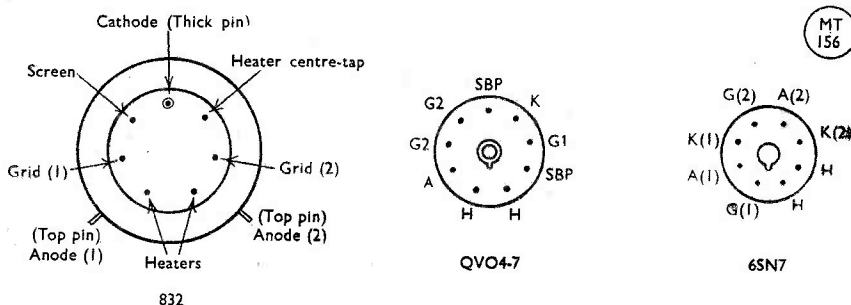 Cathode (Thick pin)
Screen
Heater centre-tap
Grid (1)
Grid (2)
(Top pin)
Anode (1)
(Top pin)
Anode (2)
Heaters
832
SBP
G2
K
G2
G1
A
SBP
H
H
QVO4-7
MT
156
G(2)
A(2)
K(1)
K(2)
A(1)
H
G(1)
H
6SN7